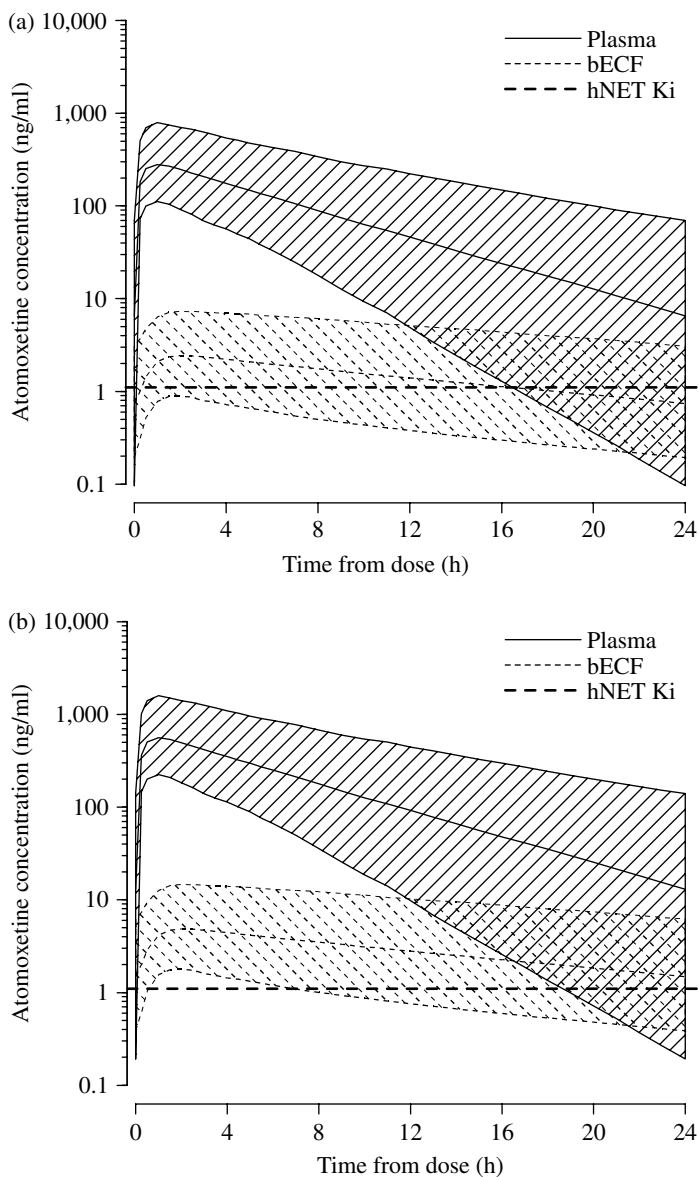 (a)
10,000
1,000
100
10
1
0.1
Atomoxetine concentration (ng/ml)
Plasma
bECF
hNET Ki
0 4 8 12 16 20 24
Time from dose (h)
(b)
10,000
1,000
100
10
1
0.1
Atomoxetine concentration (ng/ml)
Plasma
bECF
hNET Ki
0 4 8 12 16 20 24
Time from dose (h)